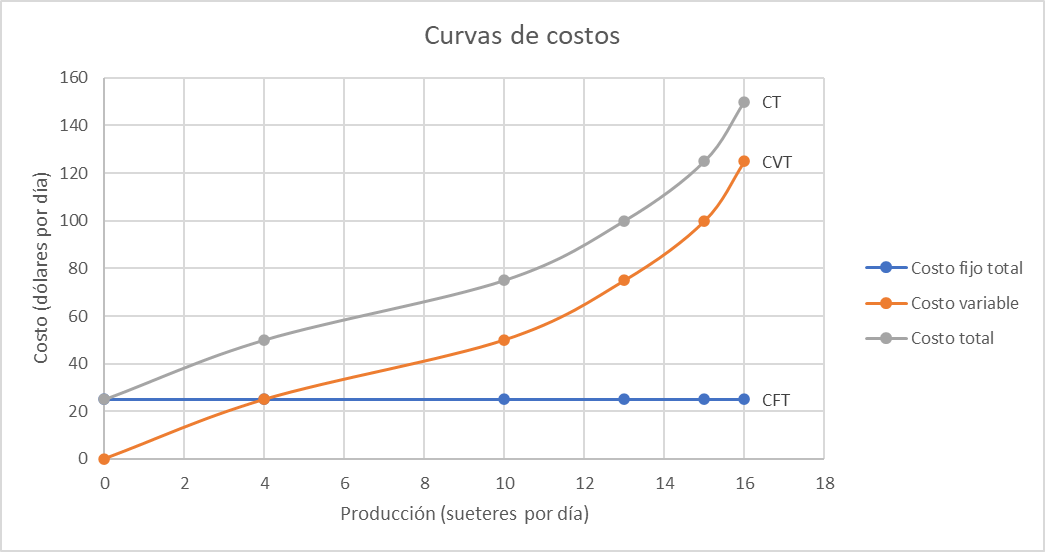 Curvas de costos
160
140
120
100
80
60
40
20
0
Costo (dólares por día)
CT
CVT
CFT
0 2 4 6 8 10 12 14 16 18
Producción (sueteres por día)
Costo fijo total
Costo variable
Costo total